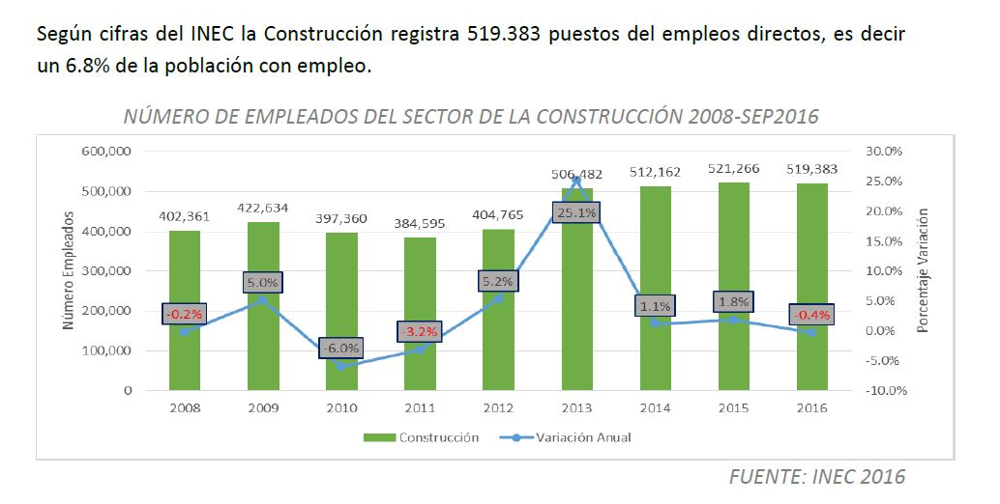 Según cifras del INEC la Construcción registra 519.383 puestos del empleos directos, es decir
un 6.8% de la población con empleo.
NÚMERO DE EMPLEADOS DEL SECTOR DE LA CONSTRUCCIÓN 2008-SEP2016
600,000
500,000
400,000
300,000
200,000
100,000
0
Número Empleados
30.0%
25.0%
20.0%
15.0%
10.0%
5.0%
0.0%
-5.0%
-10.0%
Porcentaje Variación
402,361 422,634 397,360 384,595 404,765 506,482 512,162 521,266 519,383
-0.2% 5.0% -6.0% -3.2% 5.2% 25.1% 1.1% 1.8% -0.4%
2008 2009 2010 2011 2012 2013 2014 2015 2016
Construcción Variación Anual
FUENTE: INEC 2016